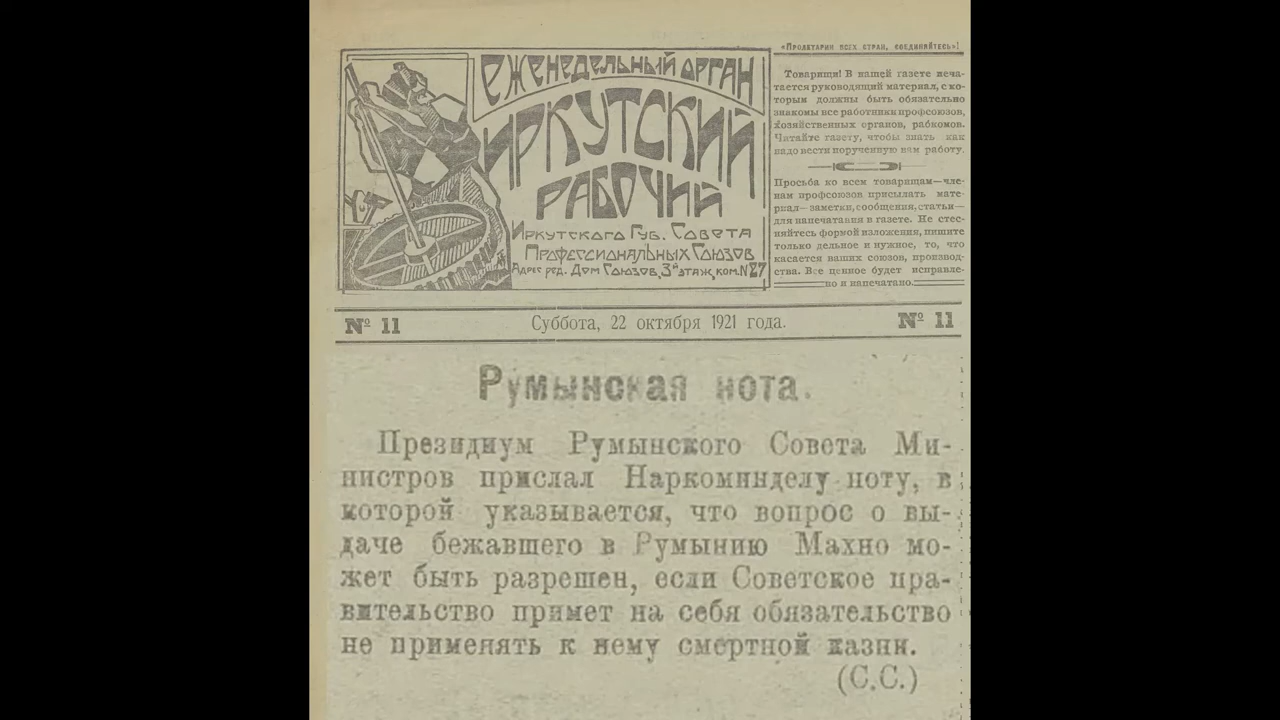 ЕЖЕНЕДЕЛЬНЫЙ ОРГАН
ИРКУТСКИЙ
РАБОЧИЙ
Иркутского Губ. Совета
Профессиональных Союзов
Адрес ред. Дом Союзов, 3й этаж, ком. №27
«Пролетарии всех стран, соединяйтесь»!
Товарищи! В нашей газете печа-
тается руководящий материал, с ко-
торым должны быть обязательно
знакомы все работники профсоюзов,
хозяйственных органов, рабкомов.
Читайте газету, чтобы знать как
надо вести порученную вам работу.
Просьба ко всем товарищам—чле-
нам профсоюзов присылать мате-
риал—заметки, сообщения, статьи—
для напечатания в газете. Не стес-
няйтесь формой изложения, пишите
только дельное и нужное, то, что
касается ваших союзов, производ-
ства. Все ценное будет исправле-
но и напечатано.
№ 11 Суббота, 22 октября 1921 года. № 11
Румынская нота.
Президиум Румынского Совета Ми-
нистров прислал Наркоминделу ноту, в
которой указывается, что вопрос о вы-
даче бежавшего в Румынию Махно мо-
жет быть разрешен, если Советское пра-
вительство примет на себя обязательство
не применять к нему смертной казни.
(С.С.)